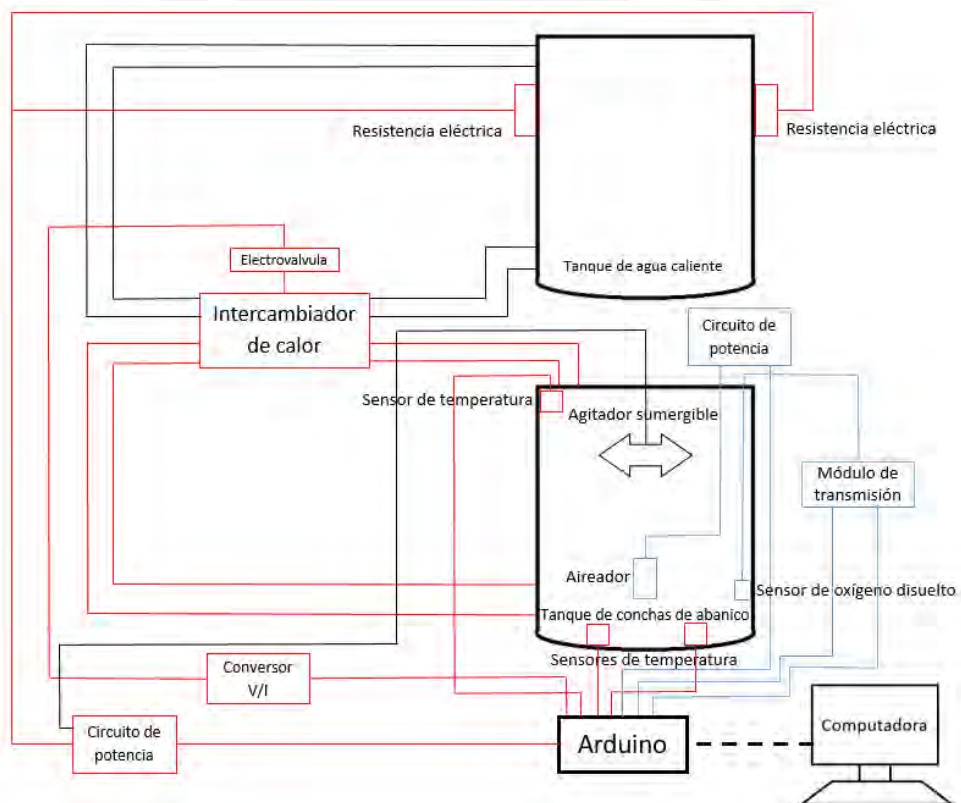 Resistencia eléctrica
Resistencia eléctrica
Electrovalvula
Tanque de agua caliente
Intercambiador
de calor
Circuito de
potencia
Sensor de temperatura
Agitador sumergible
Módulo de
transmisión
Aireador
Sensor de oxígeno disuelto
Tanque de conchas de abanico
Sensores de temperatura
Conversor
V/I
Circuito de
potencia
Arduino
Computadora